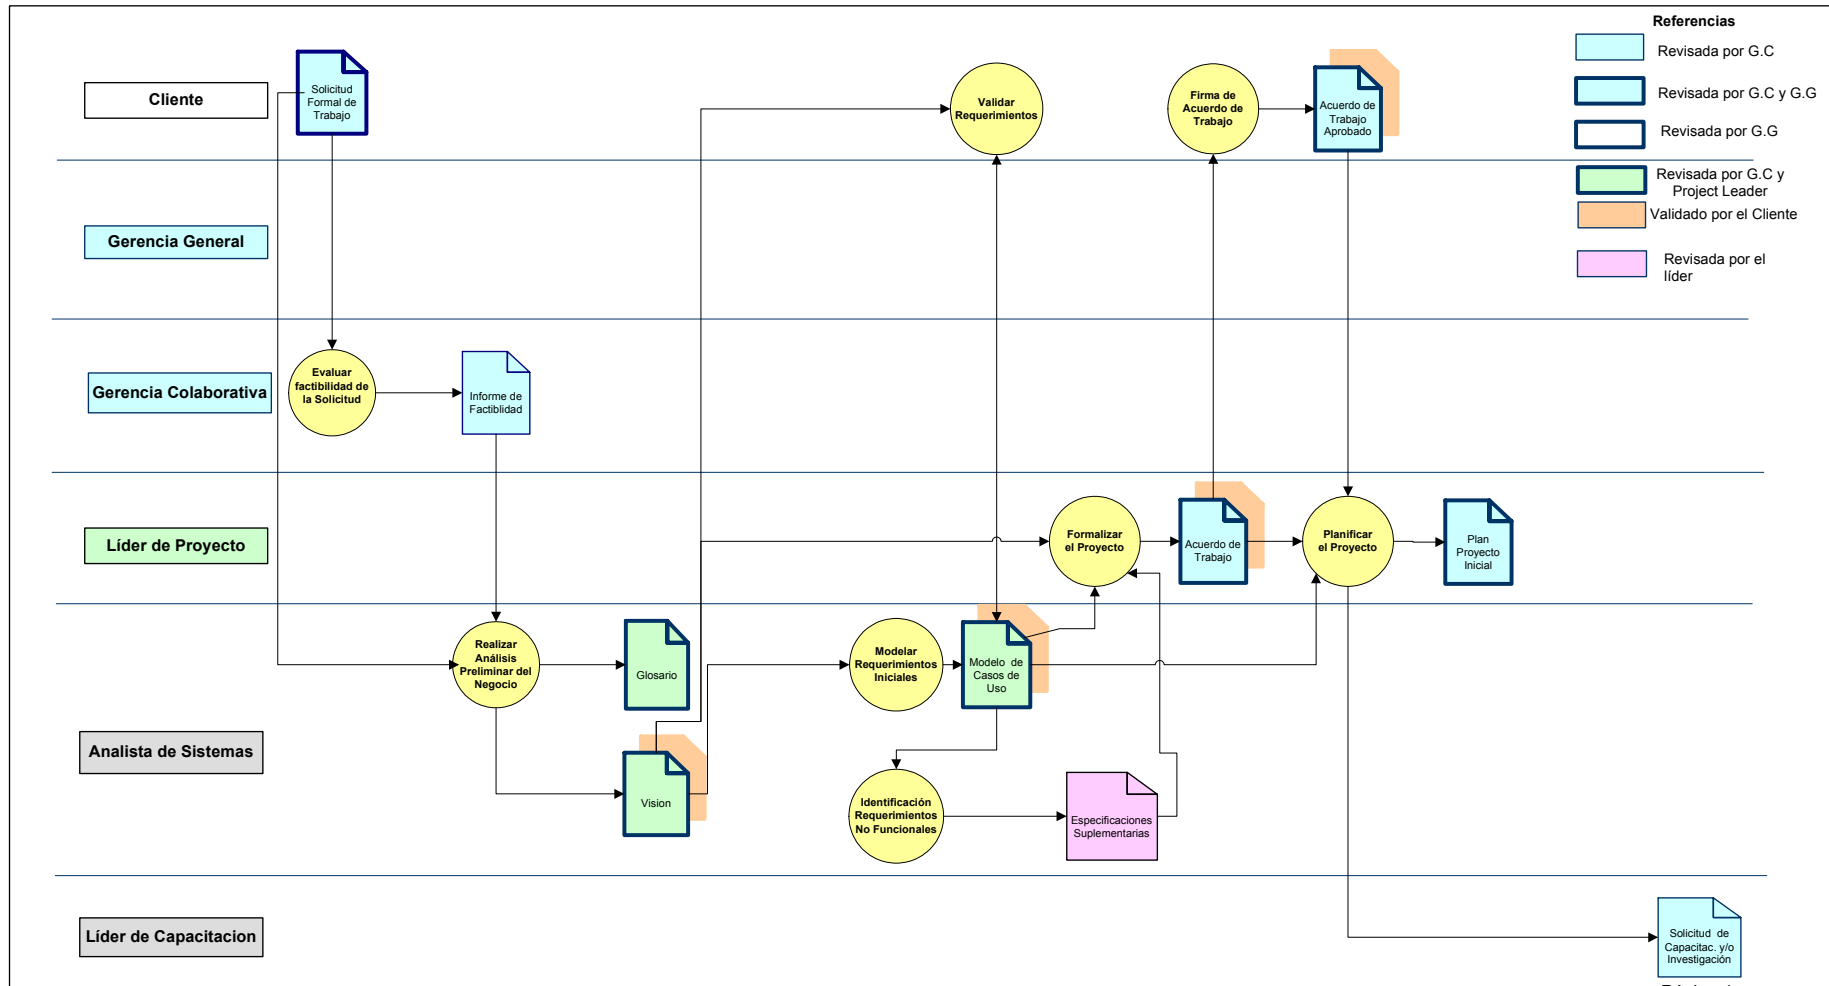 Referencias
Revisada por G.C
Revisada por G.C y G.G
Revisada por G.G
Revisada por G.C y
Project Leader
Validado por el Cliente
Revisada por el
líder
Cliente
Solicitud
Formal de
Trabajo
Validar
Requerimientos
Firma de
Acuerdo de
Trabajo
Acuerdo de
Trabajo
Aprobado
Gerencia General
Gerencia Colaborativa
Evaluar
factibilidad de
la Solicitud
Informe de
Factiblidad
Líder de Proyecto
Formalizar
el Proyecto
Acuerdo de
Trabajo
Planificar
el Proyecto
Plan
Proyecto
Inicial
Realizar
Análisis
Preliminar del
Negocio
Glosario
Modelar
Requerimientos
Iniciales
Modelo de
Casos de
Uso
Analista de Sistemas
Vision
Identificación
Requerimientos
No Funcionales
Especificaciones
Suplementarias
Líder de Capacitacion
Solicitud de
Capacitac. y/o
Investigación